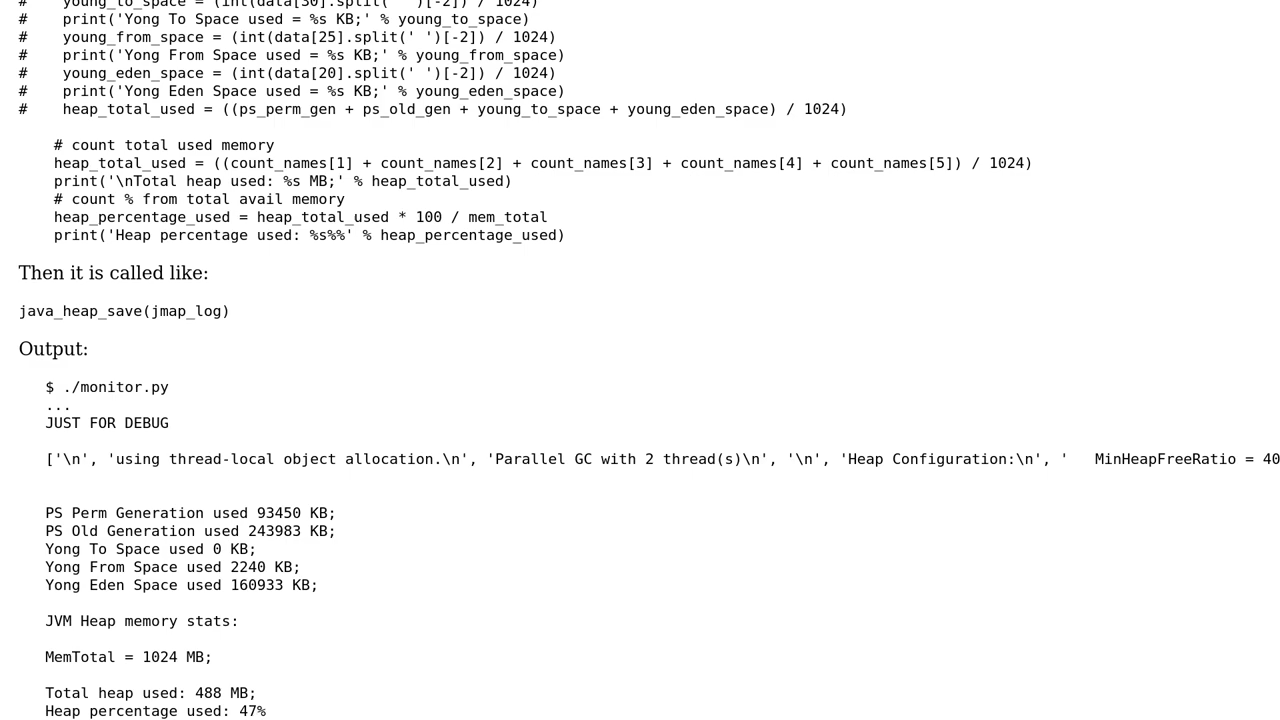 #    young_to_space = (int(data[30].split(' ')[-2]) / 1024)
#    print('Yong To Space used = %s KB;' % young_to_space)
#    young_from_space = (int(data[25].split(' ')[-2]) / 1024)
#    print('Yong From Space used = %s KB;' % young_from_space)
#    young_eden_space = (int(data[20].split(' ')[-2]) / 1024)
#    print('Yong Eden Space used = %s KB;' % young_eden_space)
#    heap_total_used = ((ps_perm_gen + ps_old_gen + young_to_space + young_eden_space) / 1024)
    # count total used memory
    heap_total_used = ((count_names[1] + count_names[2] + count_names[3] + count_names[4] + count_names[5]) / 1024)
    print('\nTotal heap used: %s MB;' % heap_total_used)
    # count % from total avail memory
    heap_percentage_used = heap_total_used * 100 / mem_total
    print('Heap percentage used: %s%%' % heap_percentage_used)
Then it is called like:
java_heap_save(jmap_log)
Output:
$ ./monitor.py
...
JUST FOR DEBUG
['\n', 'using thread-local object allocation.\n', 'Parallel GC with 2 thread(s)\n', '\n', 'Heap Configuration:\n', '   MinHeapFreeRatio = 40
PS Perm Generation used 93450 KB;
PS Old Generation used 243983 KB;
Yong To Space used 0 KB;
Yong From Space used 2240 KB;
Yong Eden Space used 160933 KB;
JVM Heap memory stats:
MemTotal = 1024 MB;
Total heap used: 488 MB;
Heap percentage used: 47%